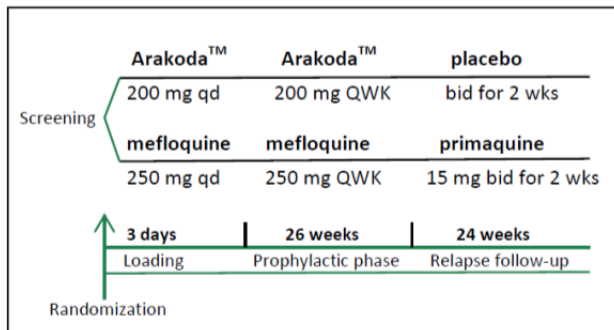 Arakoda™ Arakoda™ placebo
200 mg qd 200 mg QWK bid for 2 wks
Screening
mefloquine mefloquine primaquine
250 mg qd 250 mg QWK 15 mg bid for 2 wks
3 days 26 weeks 24 weeks
Loading Prophylactic phase Relapse follow-up
Randomization